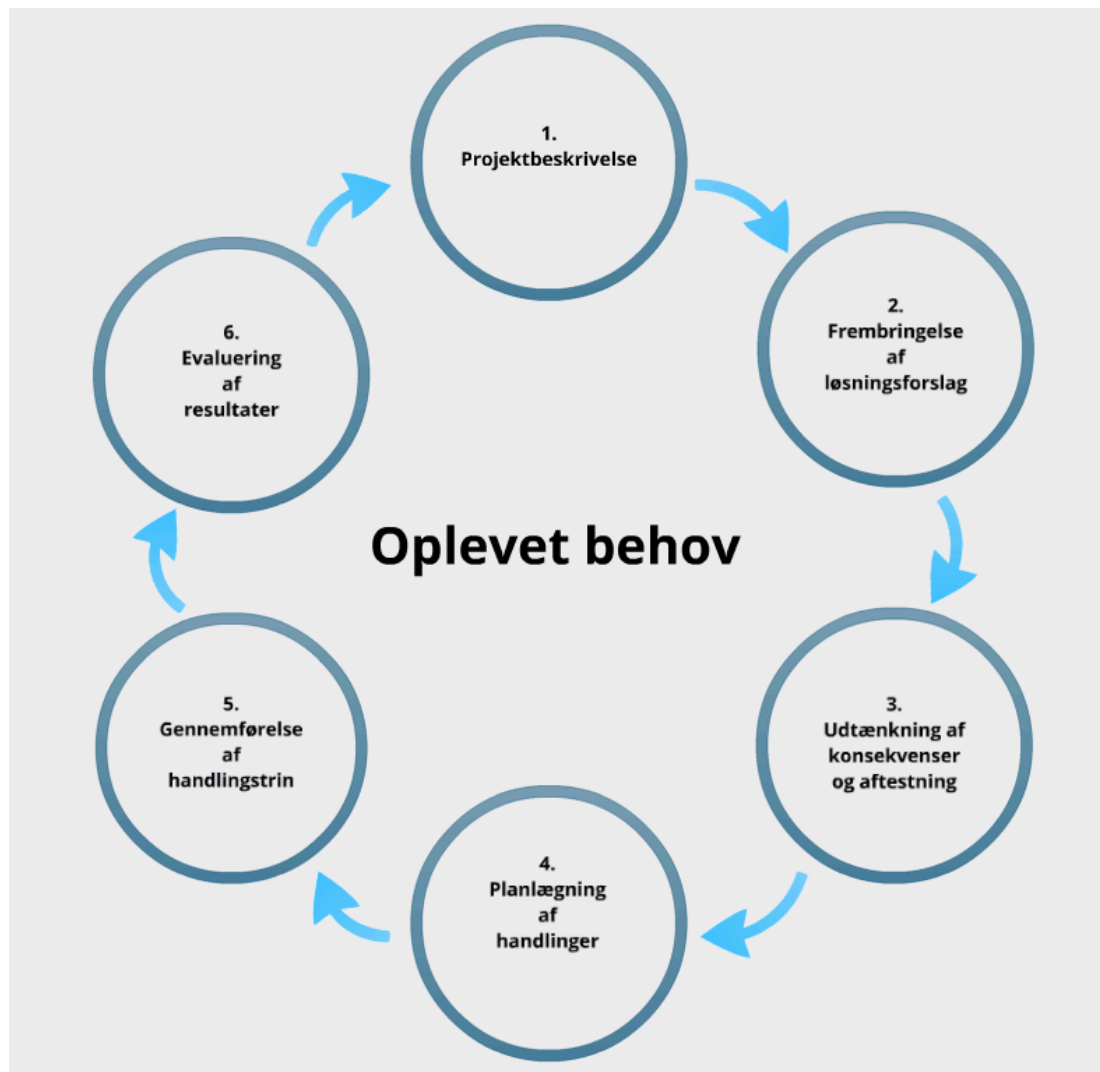 1.
Projektbeskrivelse
2.
Frembringelse
af
løsningsforslag
3.
Udtænkning af
konsekvenser
og aftestning
4.
Planlægning
af
handlinger
5.
Gennemførelse
af
handlingstrin
6.
Evaluering
af
resultater
Oplevet behov